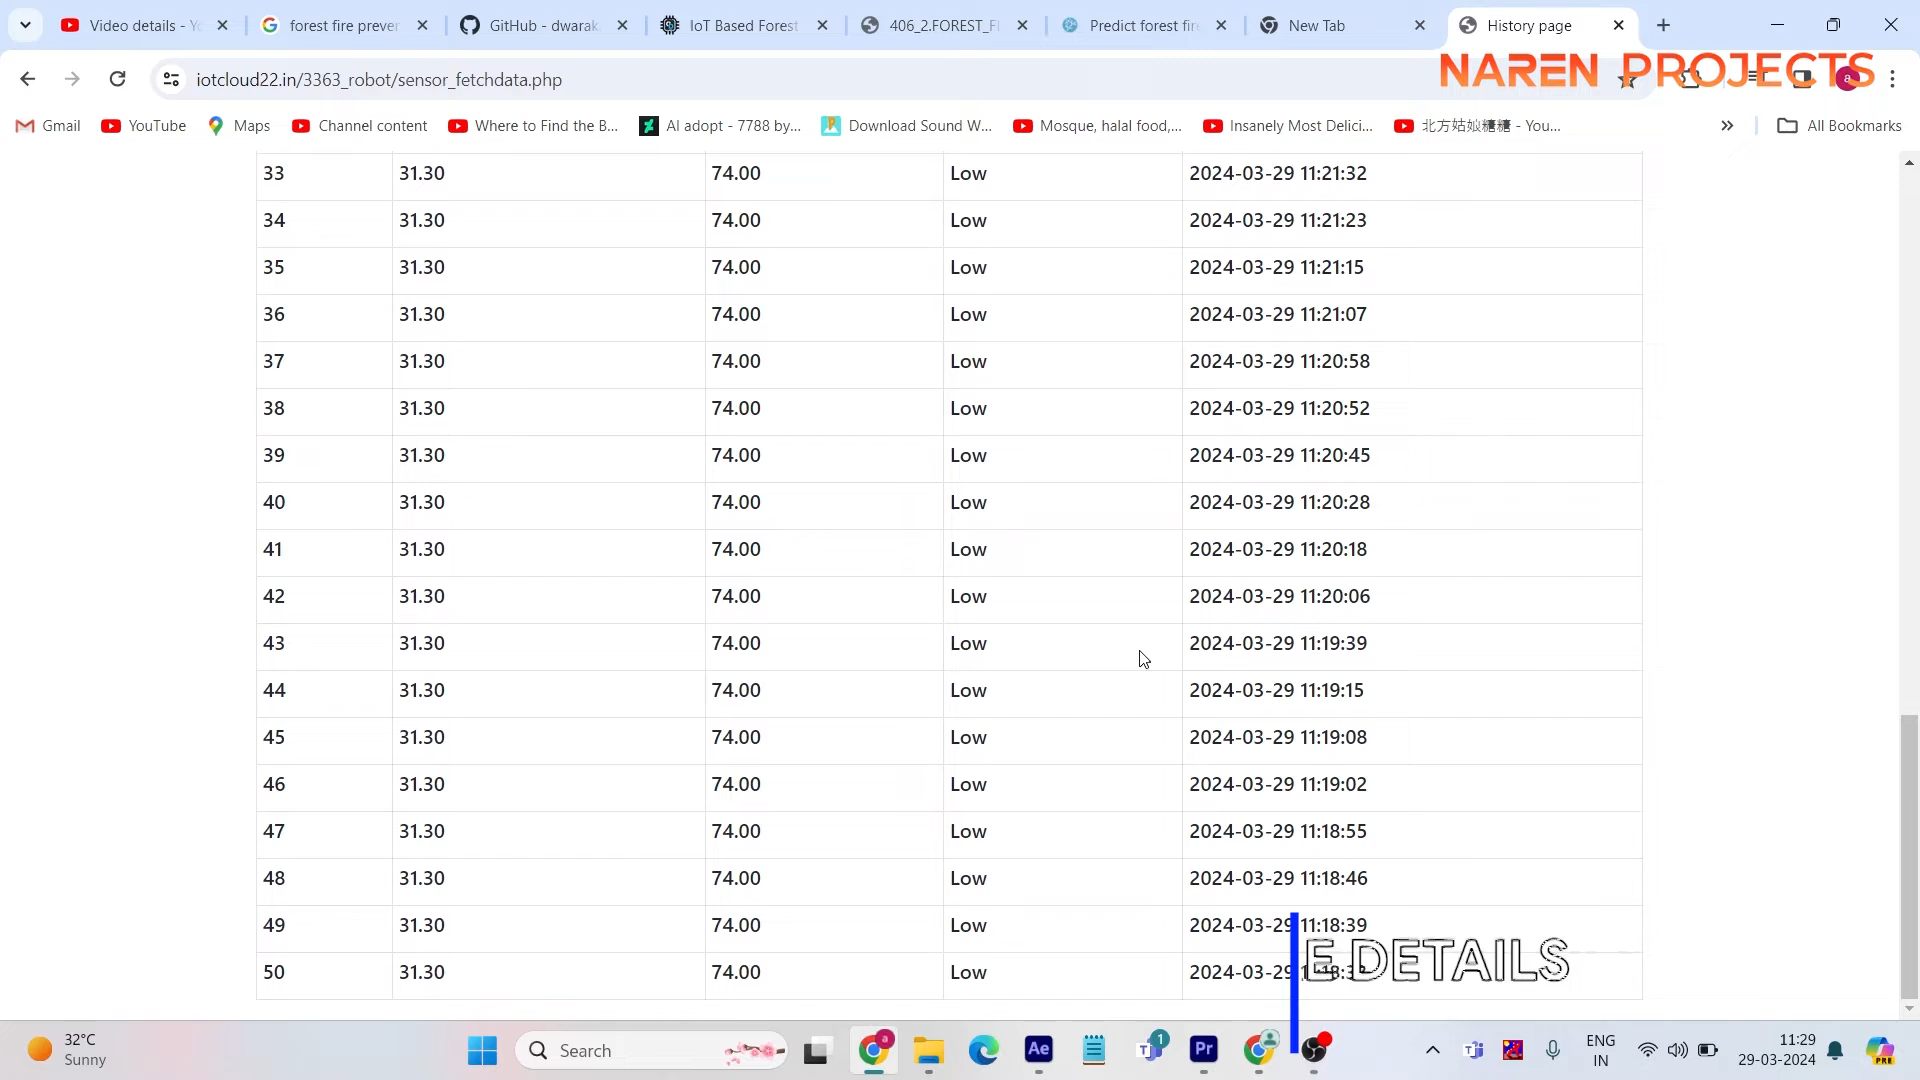 Video details - Yo
forest fire preven
GitHub - dwarak
IoT Based Forest
406_2.FOREST_FI
Predict forest fire
New Tab
History page
iotcloud22.in/3363_robot/sensor_fetchdata.php
NAREN PROJECTS
Gmail
YouTube
Maps
Channel content
Where to Find the B...
AI adopt - 7788 by...
Download Sound W...
Mosque, halal food,...
Insanely Most Delici...
北方姑娘糖糖 - You...
All Bookmarks
33 31.30 74.00 Low 2024-03-29 11:21:32
34 31.30 74.00 Low 2024-03-29 11:21:23
35 31.30 74.00 Low 2024-03-29 11:21:15
36 31.30 74.00 Low 2024-03-29 11:21:07
37 31.30 74.00 Low 2024-03-29 11:20:58
38 31.30 74.00 Low 2024-03-29 11:20:52
39 31.30 74.00 Low 2024-03-29 11:20:45
40 31.30 74.00 Low 2024-03-29 11:20:28
41 31.30 74.00 Low 2024-03-29 11:20:18
42 31.30 74.00 Low 2024-03-29 11:20:06
43 31.30 74.00 Low 2024-03-29 11:19:39
44 31.30 74.00 Low 2024-03-29 11:19:15
45 31.30 74.00 Low 2024-03-29 11:19:08
46 31.30 74.00 Low 2024-03-29 11:19:02
47 31.30 74.00 Low 2024-03-29 11:18:55
48 31.30 74.00 Low 2024-03-29 11:18:46
49 31.30 74.00 Low 2024-03-29 11:18:39
50 31.30 74.00 Low 2024-03-29
E DETAILS
32°C
Sunny
Search
Ae
1
Pr
ENG
IN
11:29
29-03-2024
PRE